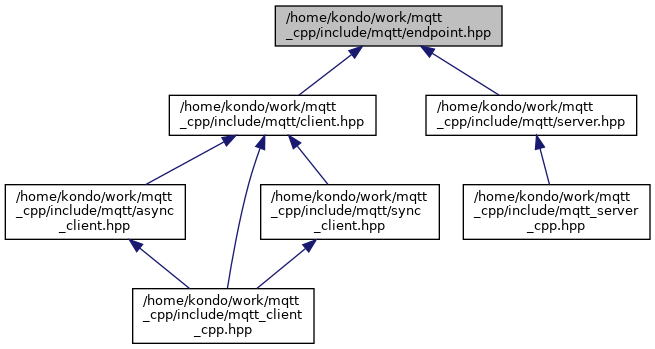 /home/kondo/work/mqtt
_cpp/include/mqtt/endpoint.hpp
/home/kondo/work/mqtt
_cpp/include/mqtt/client.hpp
/home/kondo/work/mqtt
_cpp/include/mqtt/server.hpp
/home/kondo/work/mqtt
_cpp/include/mqtt/async
_client.hpp
/home/kondo/work/mqtt
_cpp/include/mqtt/sync
_client.hpp
/home/kondo/work/mqtt
_cpp/include/mqtt_server
_cpp.hpp
/home/kondo/work/mqtt
_cpp/include/mqtt_client
_cpp.hpp